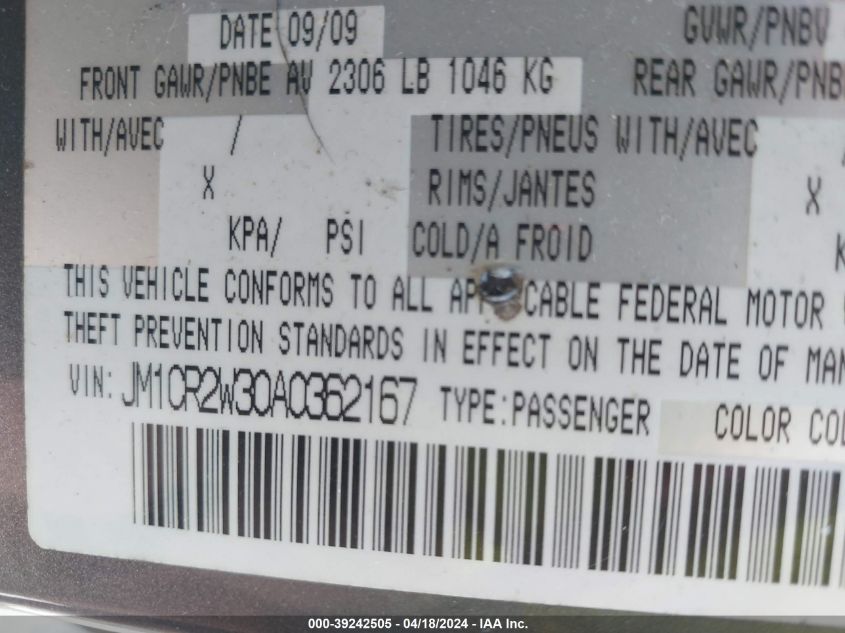 DATE 09/09 GVWR/PNBV
FRONT GAWR/PNBE AV 2306 LB 1046 KG REAR GAWR/PNBE
WITH/AVEC / TIRES/PNEUS WITH/AVEC /
X RIMS/JANTES X
KPA/ PSI COLD/A FROID K
THIS VEHICLE CONFORMS TO ALL APPLICABLE FEDERAL MOTOR
THEFT PREVENTION STANDARDS IN EFFECT ON THE DATE OF MAN
VIN: JM1CR2W30A0362167 TYPE:PASSENGER COLOR CO
000-39242505 - 04/18/2024 - IAA Inc.